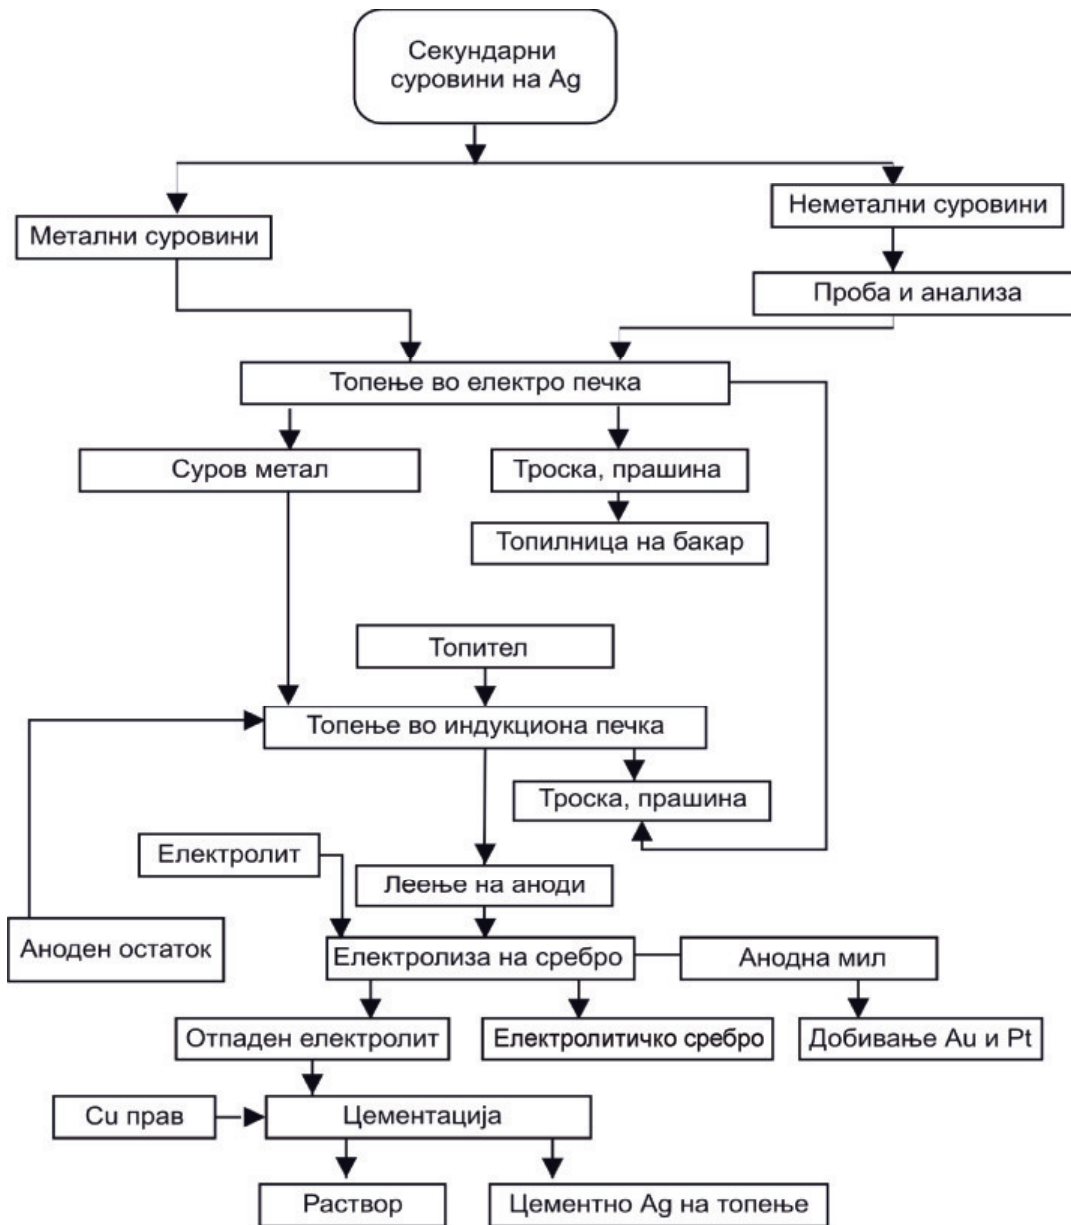 Секундарни
суровини на Ag
Метални суровини
Неметални суровини
Проба и анализа
Топење во електро печка
Суров метал
Троска, прашина
Топилница на бакар
Топител
Топење во индукциона печка
Троска, прашина
Електролит
Леење на аноди
Аноден остаток
Електролиза на сребро
Анодна мил
Отпаден електролит
Електролитичко сребро
Добивање Au и Pt
Cu прав
Цементација
Раствор
Цементно Ag на топење